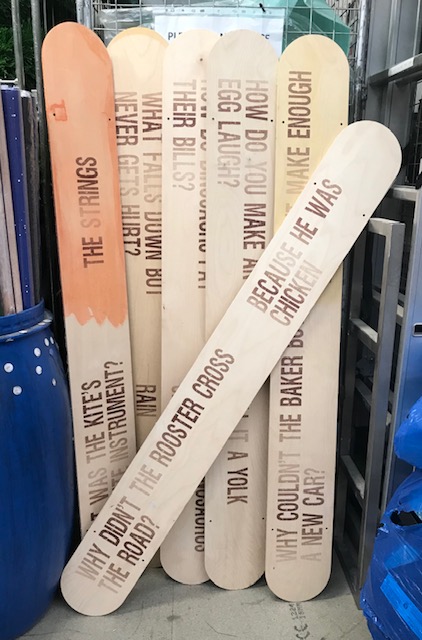 THE STRINGS
WAS THE KITE'S
INSTRUMENT?
WHAT FALLS DOWN BUT
NEVER GETS HURT?
RAIN
THEIR BILLS?
HOW DO YOU MAKE
EGG LAUGH?
IT A YOLK
WHY COULDN'T THE BAKER
A NEW CAR?
MAKE ENOUGH
WHY DIDN'T THE ROOSTER CROSS
THE ROAD?
BECAUSE HE WAS
CHICKEN